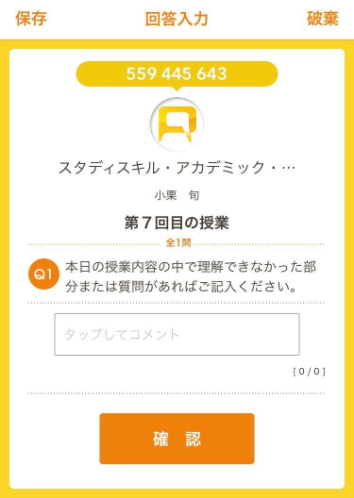 保存 回答入力 破棄
559 445 643
スタディスキル・アカデミック・…
小栗 旬
第7回目の授業
全1問
Q1 本日の授業内容の中で理解できなかった部
分または質問があればご記入ください。
タップしてコメント
[ 0 / 0 ]
確 認